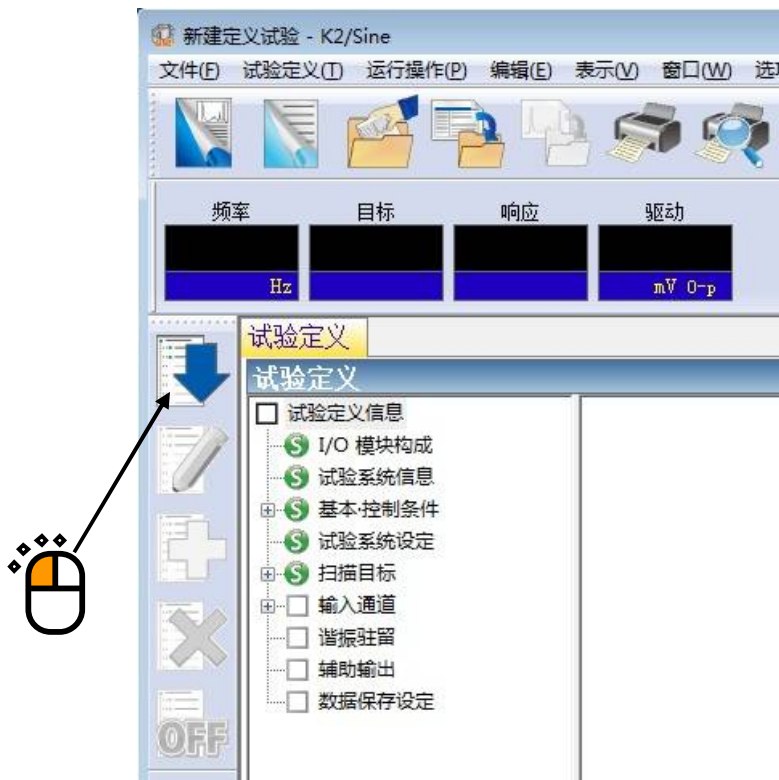 新建定义试验 - K2/Sine
文件(F) 试验定义(T) 运行操作(P) 编辑(E) 表示(V) 窗口(W) 选项
频率 目标 响应 驱动
Hz mV 0-p
试验定义
试验定义
试验定义信息
S I/O 模块构成
S 试验系统信息
S 基本·控制条件
S 试验系统设定
S 扫描目标
输入通道
谐振驻留
辅助输出
数据保存设定
OFF